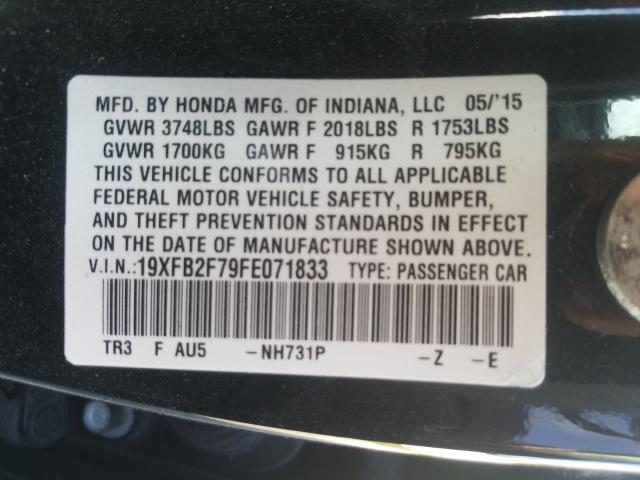 MFD. BY HONDA MFG. OF INDIANA, LLC 05/'15
GVWR 3748LBS GAWR F 2018LBS R 1753LBS
GVWR 1700KG GAWR F 915KG R 795KG
THIS VEHICLE CONFORMS TO ALL APPLICABLE
FEDERAL MOTOR VEHICLE SAFETY, BUMPER,
AND THEFT PREVENTION STANDARDS IN EFFECT
ON THE DATE OF MANUFACTURE SHOWN ABOVE.
V.I.N.:19XFB2F79FE071833 TYPE: PASSENGER CAR
TR3 F AU5 -NH731P -Z -E